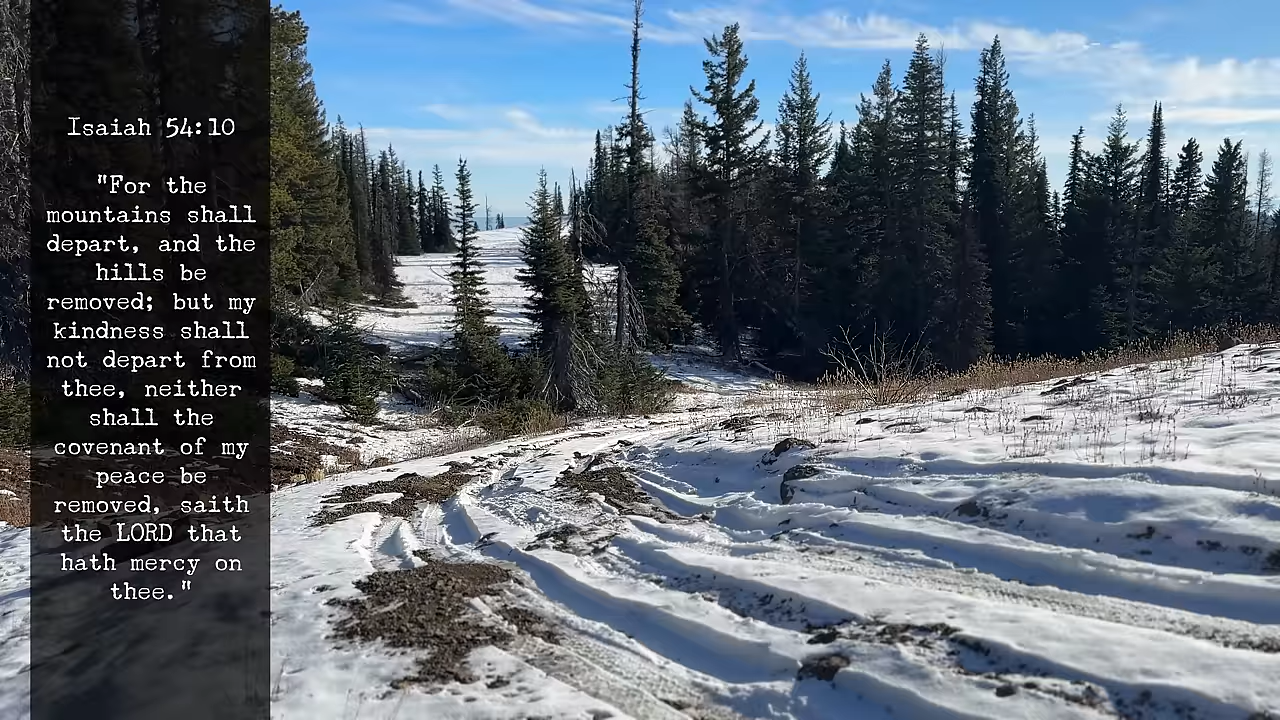 Isaiah 54:10
"For the
mountains shall
depart, and the
hills be
removed; but my
kindness shall
not depart from
thee, neither
shall the
covenant of my
peace be
removed, saith
the LORD that
hath mercy on
thee."